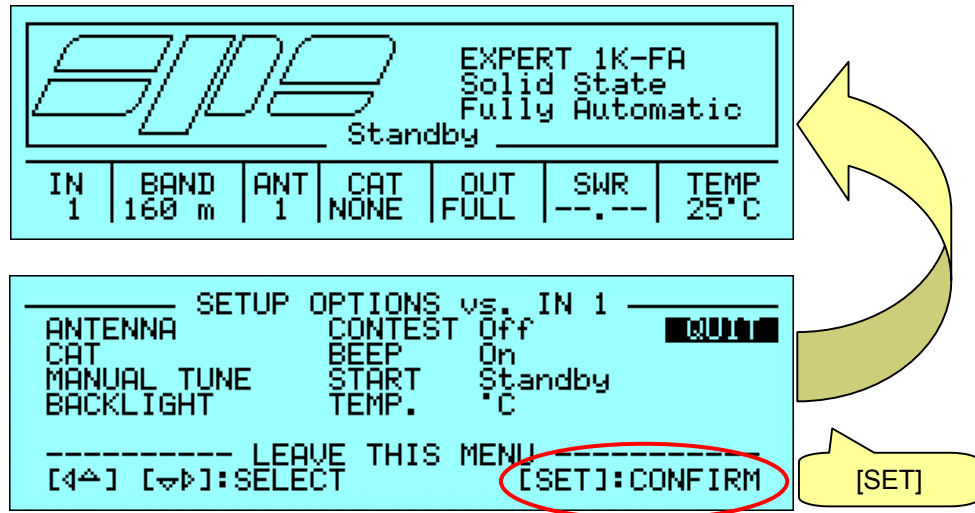 spe
EXPERT 1K-FA
Solid State
Fully Automatic
Standby
IN BAND ANT CAT OUT SWR TEMP
1 160 m 1 NONE FULL --.-- 25°C
SETUP OPTIONS vs. IN 1
ANTENNA CONTEST Off QUIT
CAT BEEP On
MANUAL TUNE START Standby
BACKLIGHT TEMP. °C
---------- LEAVE THIS MENU ----------
[◁△] [▽▷]:SELECT [SET]:CONFIRM
[SET]